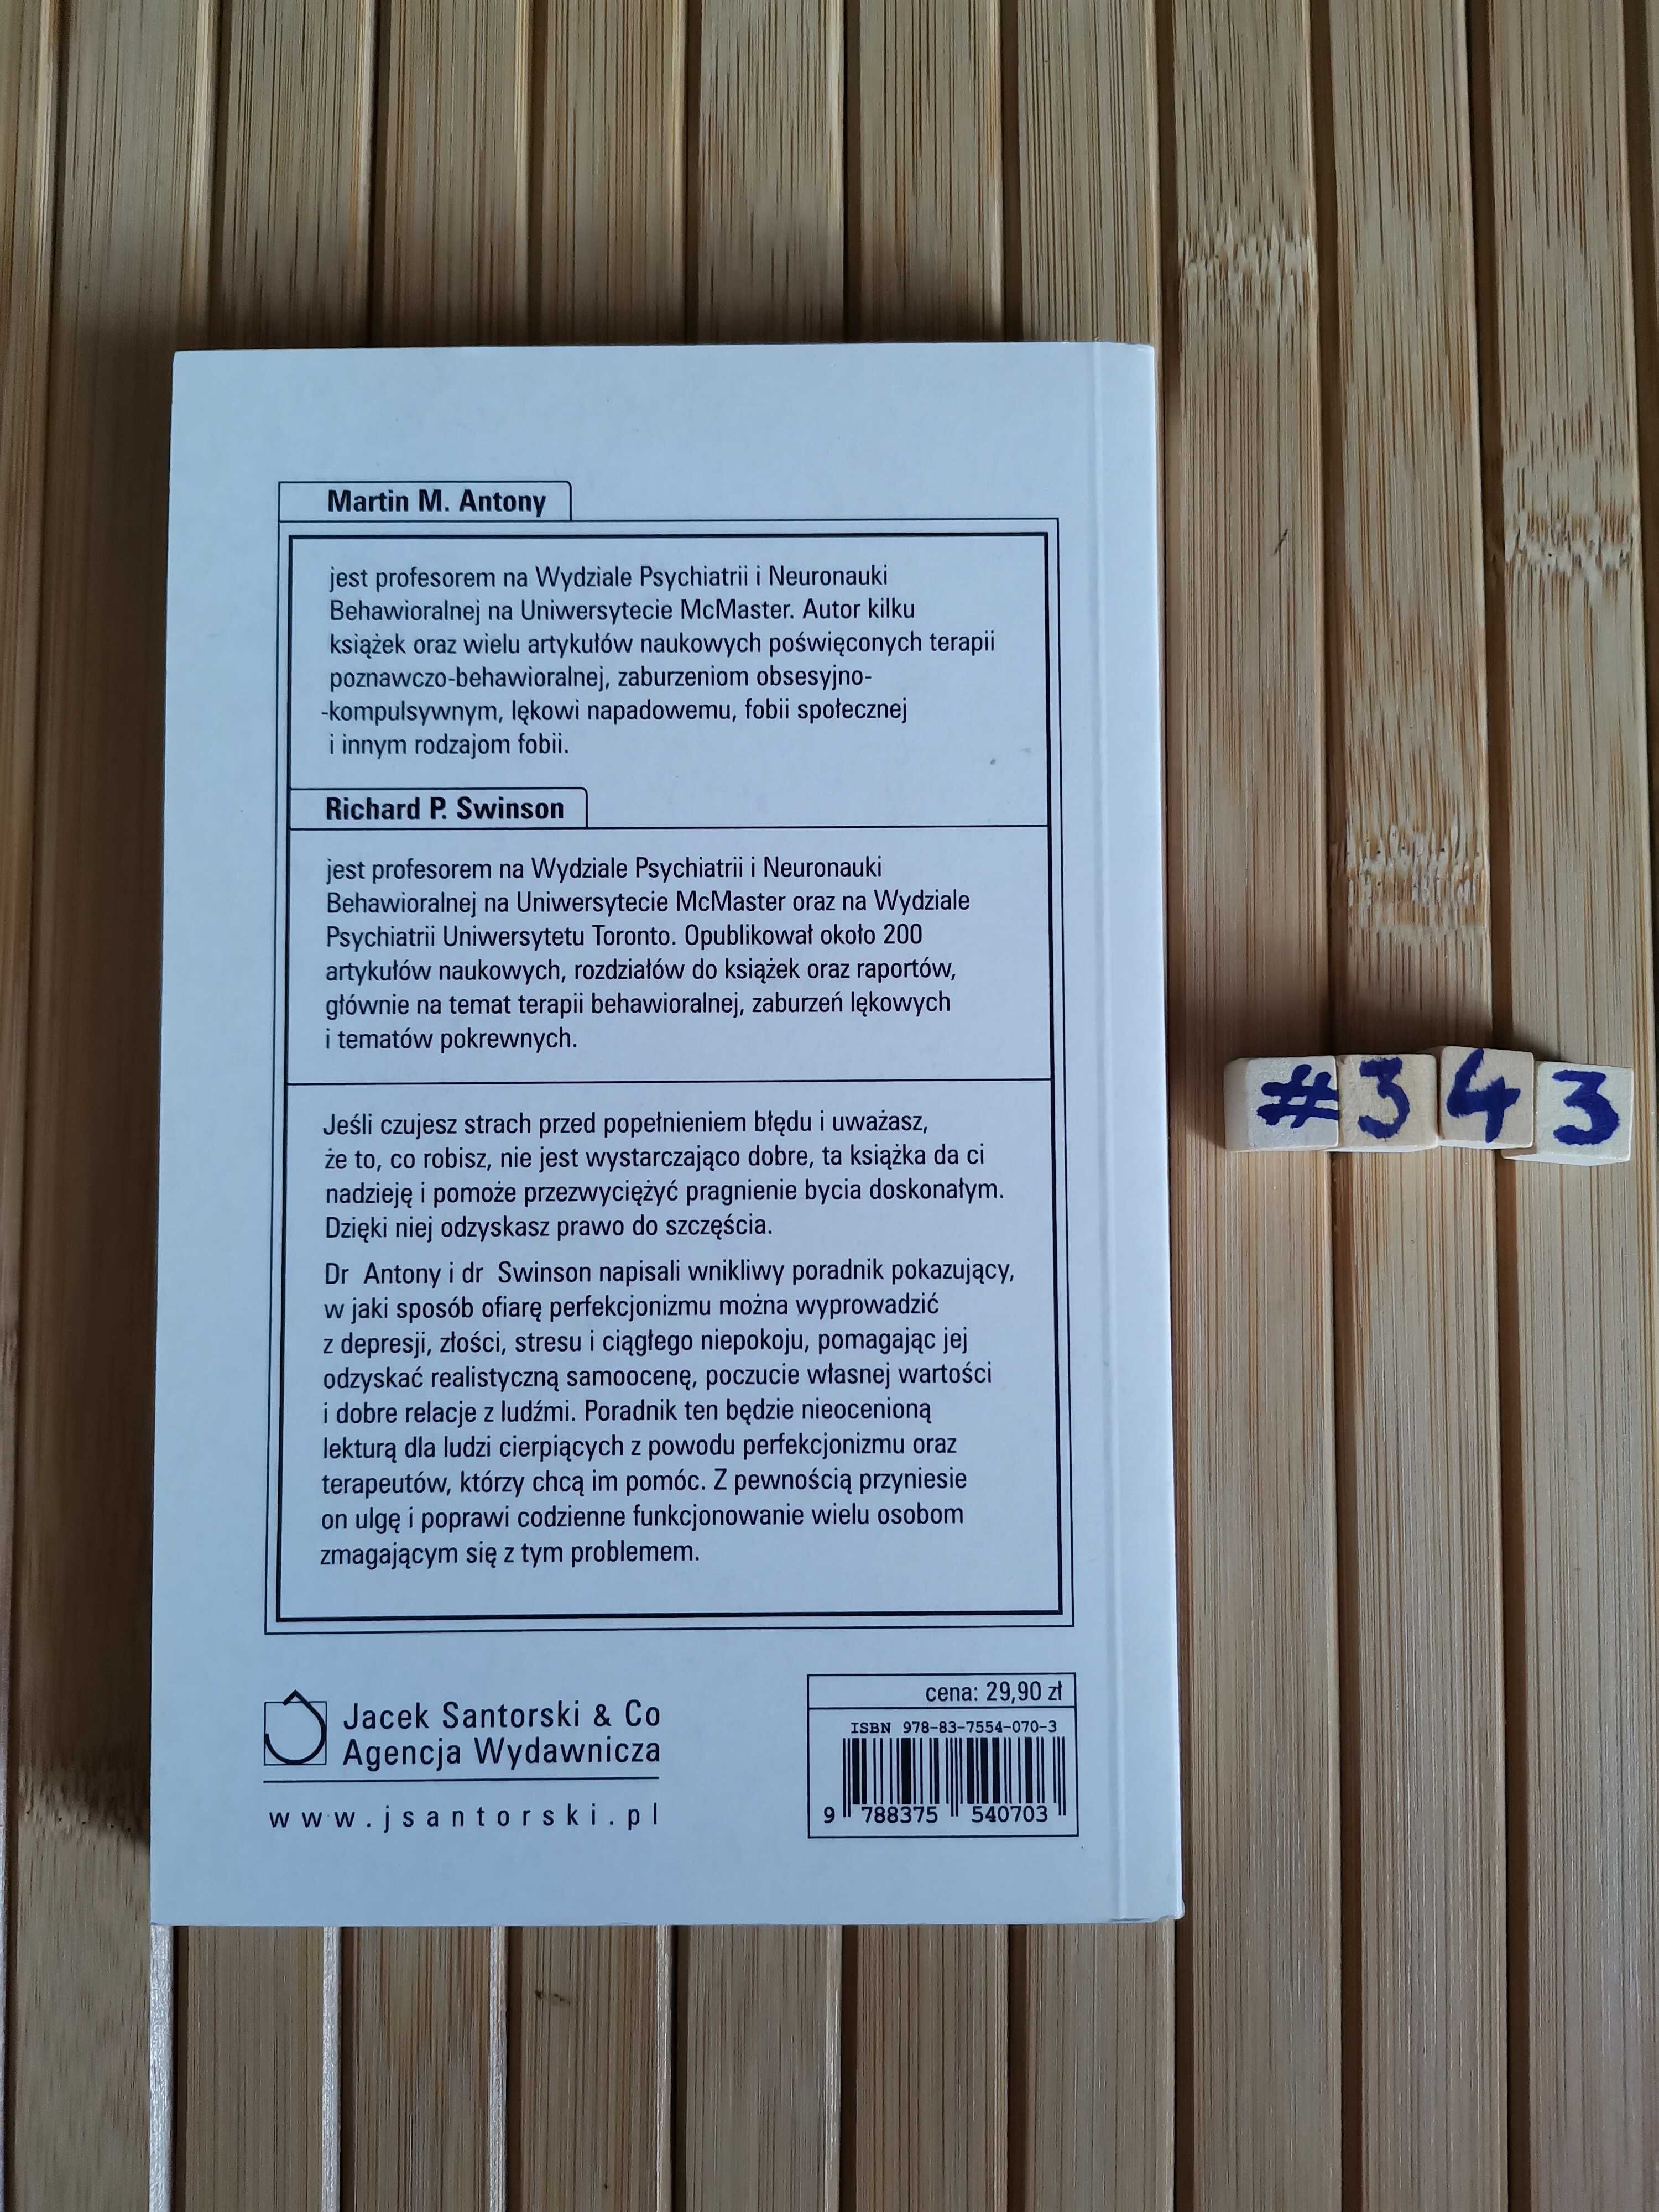 Martin M. Antony
jest profesorem na Wydziale Psychiatrii i Neuronauki
Behawioralnej na Uniwersytecie McMaster. Autor kilku
książek oraz wielu artykułów naukowych poświęconych terapii
poznawczo-behawioralnej, zaburzeniom obsesyjno-
-kompulsywnym, lękowi napadowemu, fobii społecznej
i innym rodzajom fobii.
Richard P. Swinson
jest profesorem na Wydziale Psychiatrii i Neuronauki
Behawioralnej na Uniwersytecie McMaster oraz na Wydziale
Psychiatrii Uniwersytetu Toronto. Opublikował około 200
artykułów naukowych, rozdziałów do książek oraz raportów,
głównie na temat terapii behawioralnej, zaburzeń lękowych
i tematów pokrewnych.
Jeśli czujesz strach przed popełnieniem błędu i uważasz,
że to, co robisz, nie jest wystarczająco dobre, ta książka da ci
nadzieję i pomoże przezwyciężyć pragnienie bycia doskonałym.
Dzięki niej odzyskasz prawo do szczęścia.
Dr Antony i dr Swinson napisali wnikliwy poradnik pokazujący,
w jaki sposób ofiarę perfekcjonizmu można wyprowadzić
z depresji, złości, stresu i ciągłego niepokoju, pomagając jej
odzyskać realistyczną samoocenę, poczucie własnej wartości
i dobre relacje z ludźmi. Poradnik ten będzie nieocenioną
lekturą dla ludzi cierpiących z powodu perfekcjonizmu oraz
terapeutów, którzy chcą im pomóc. Z pewnością przyniesie
on ulgę i poprawi codzienne funkcjonowanie wielu osobom
zmagającym się z tym problemem.
Jacek Santorski & Co
Agencja Wydawnicza
www.jsantorski.pl
cena: 29,90 zł
ISBN 978-83-7554-070-3
9 788375 540703
#343